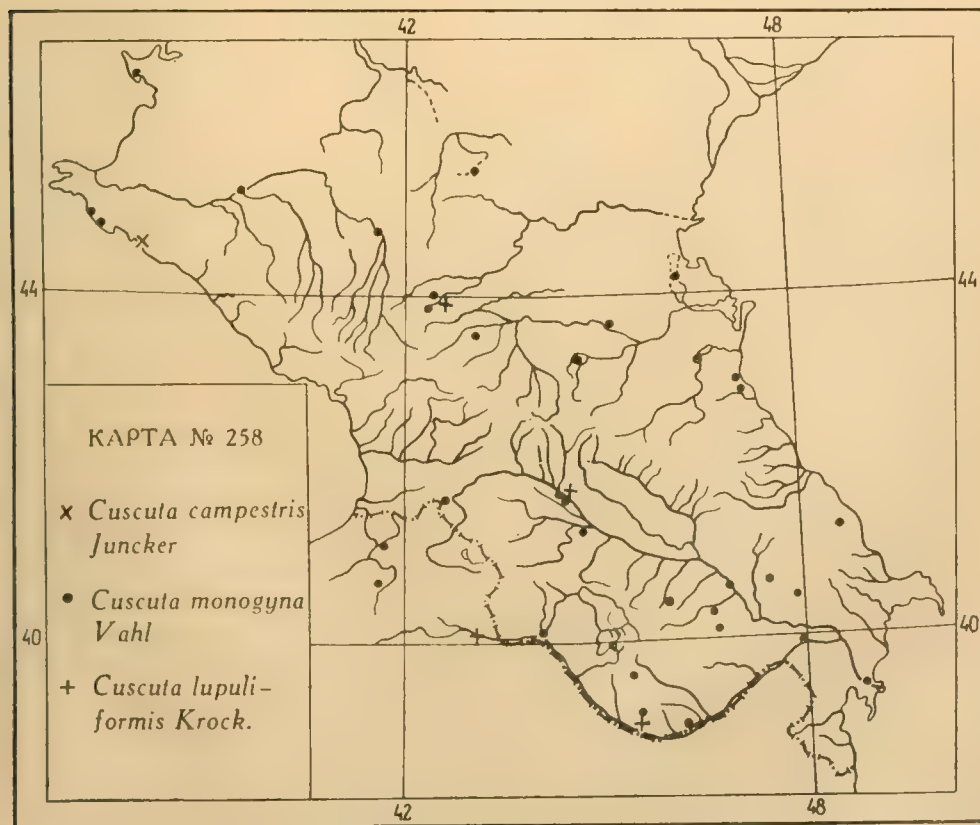 42 48
44 44
КАРТА № 258
x Cuscuta campestris
Juncker
• Cuscuta monogyna
Vahl
40 40
+ Cuscuta lupuli-
formis Krock.
42 48